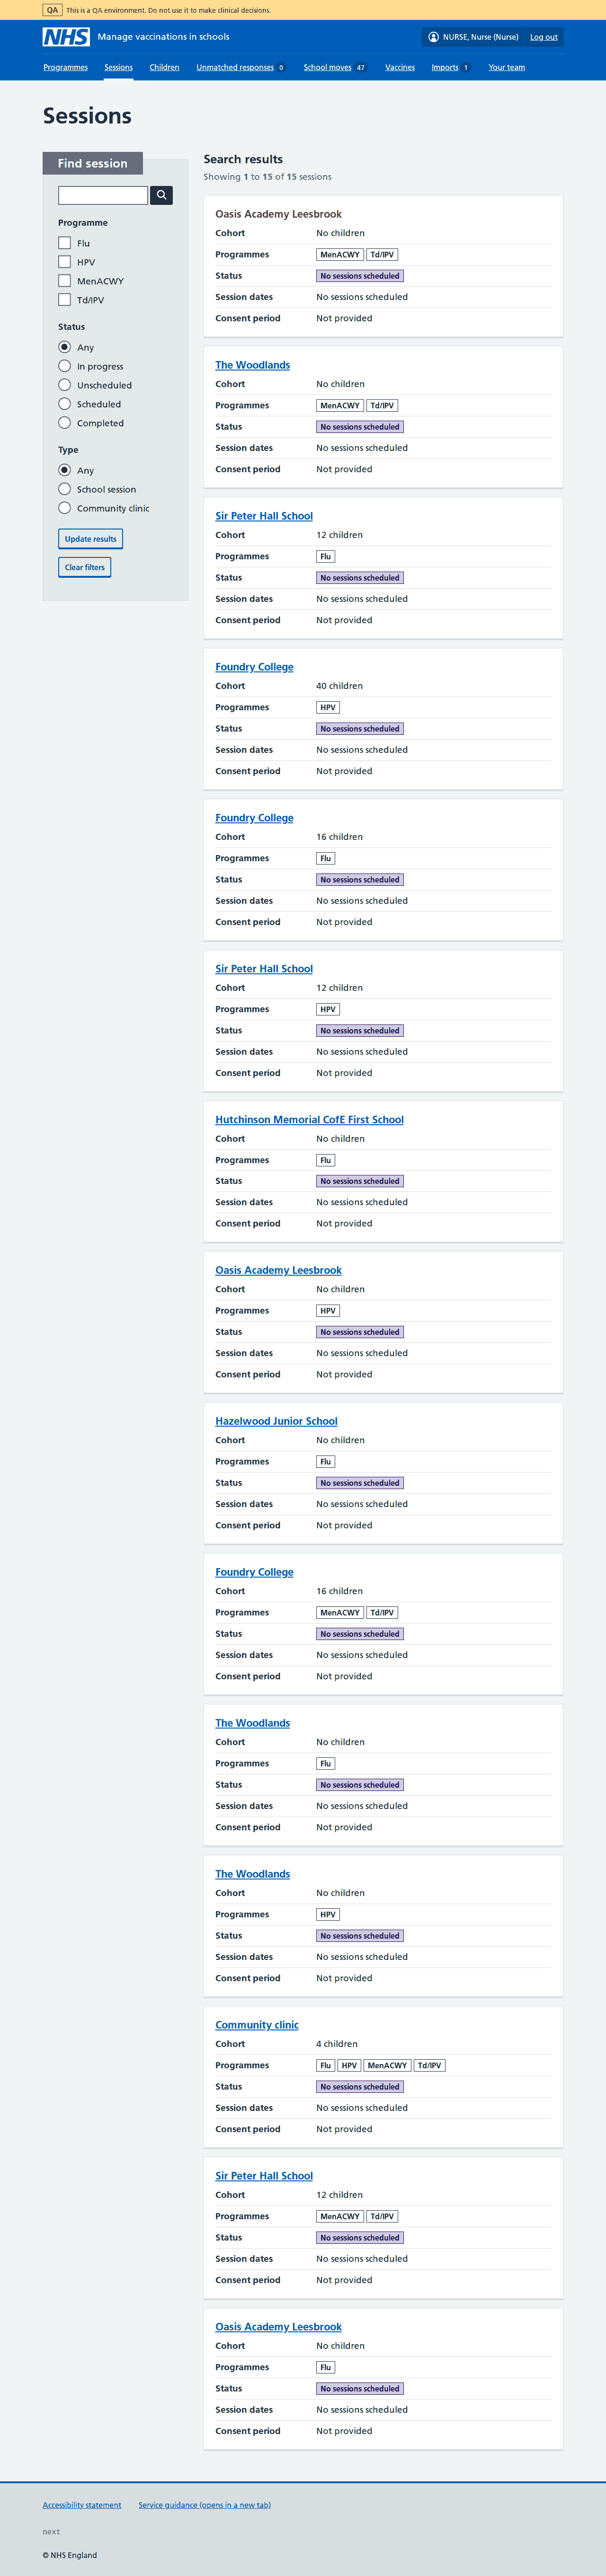 QA This is a QA environment. Do not use it to make clinical decisions.
NHS Manage vaccinations in schools NURSE, Nurse (Nurse) Log out
Programmes Sessions Children Unmatched responses 0 School moves 47 Vaccines Imports 1 Your team
Sessions
Find session
Programme
Flu
HPV
MenACWY
Td/IPV
Status
Any
In progress
Unscheduled
Scheduled
Completed
Type
Any
School session
Community clinic
Update results
Clear filters
Search results
Showing 1 to 15 of 15 sessions
Oasis Academy Leesbrook
Cohort No children
Programmes MenACWY Td/IPV
Status No sessions scheduled
Session dates No sessions scheduled
Consent period Not provided
The Woodlands
Cohort No children
Programmes MenACWY Td/IPV
Status No sessions scheduled
Session dates No sessions scheduled
Consent period Not provided
Sir Peter Hall School
Cohort 12 children
Programmes Flu
Status No sessions scheduled
Session dates No sessions scheduled
Consent period Not provided
Foundry College
Cohort 40 children
Programmes HPV
Status No sessions scheduled
Session dates No sessions scheduled
Consent period Not provided
Foundry College
Cohort 16 children
Programmes Flu
Status No sessions scheduled
Session dates No sessions scheduled
Consent period Not provided
Sir Peter Hall School
Cohort 12 children
Programmes HPV
Status No sessions scheduled
Session dates No sessions scheduled
Consent period Not provided
Hutchinson Memorial CofE First School
Cohort No children
Programmes Flu
Status No sessions scheduled
Session dates No sessions scheduled
Consent period Not provided
Oasis Academy Leesbrook
Cohort No children
Programmes HPV
Status No sessions scheduled
Session dates No sessions scheduled
Consent period Not provided
Hazelwood Junior School
Cohort No children
Programmes Flu
Status No sessions scheduled
Session dates No sessions scheduled
Consent period Not provided
Foundry College
Cohort 16 children
Programmes MenACWY Td/IPV
Status No sessions scheduled
Session dates No sessions scheduled
Consent period Not provided
The Woodlands
Cohort No children
Programmes Flu
Status No sessions scheduled
Session dates No sessions scheduled
Consent period Not provided
The Woodlands
Cohort No children
Programmes HPV
Status No sessions scheduled
Session dates No sessions scheduled
Consent period Not provided
Community clinic
Cohort 4 children
Programmes Flu HPV MenACWY Td/IPV
Status No sessions scheduled
Session dates No sessions scheduled
Consent period Not provided
Sir Peter Hall School
Cohort 12 children
Programmes MenACWY Td/IPV
Status No sessions scheduled
Session dates No sessions scheduled
Consent period Not provided
Oasis Academy Leesbrook
Cohort No children
Programmes Flu
Status No sessions scheduled
Session dates No sessions scheduled
Consent period Not provided
Accessibility statement Service guidance (opens in a new tab)
next
© NHS England